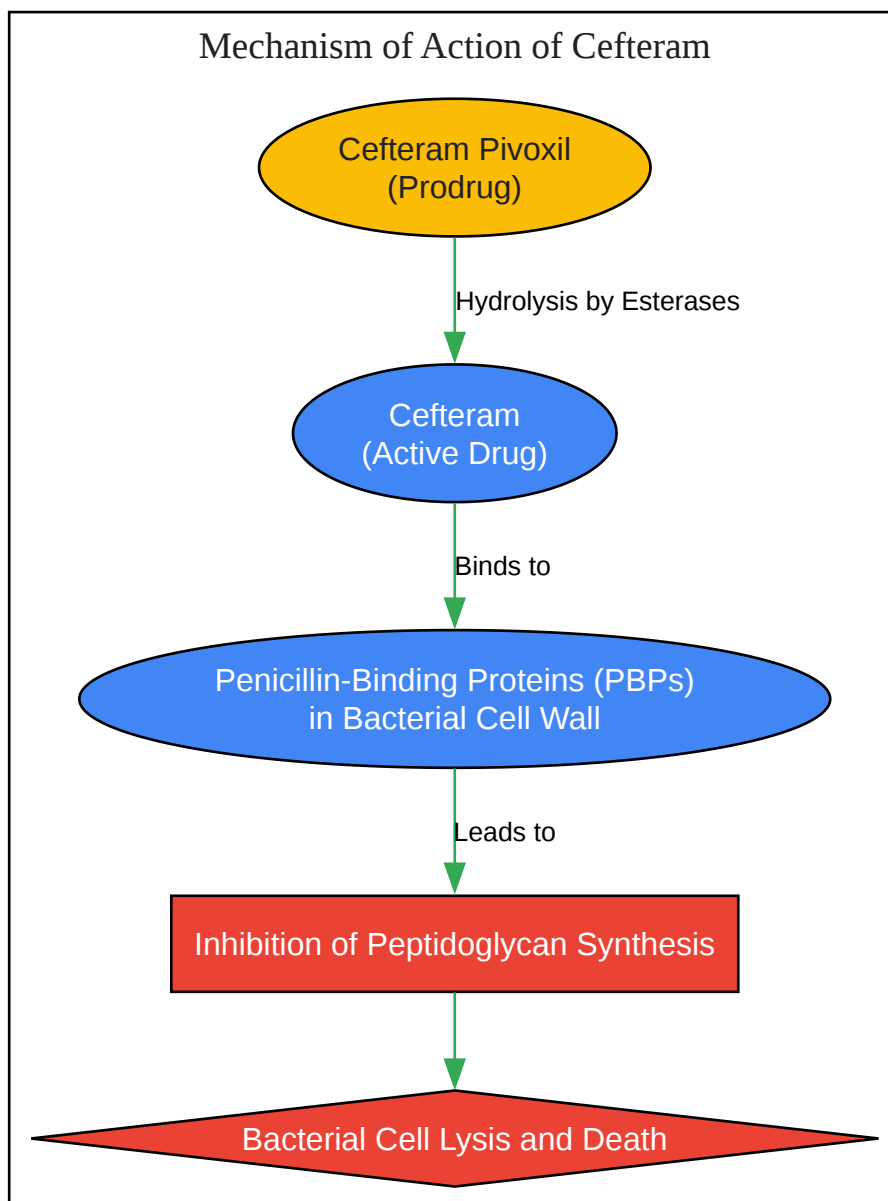 Mechanism of Action of Cefteram
Cefteram Pivoxil
(Prodrug)
Hydrolysis by Esterases
Cefteram
(Active Drug)
Binds to
Penicillin-Binding Proteins (PBPs)
in Bacterial Cell Wall
Leads to
Inhibition of Peptidoglycan Synthesis
Bacterial Cell Lysis and Death